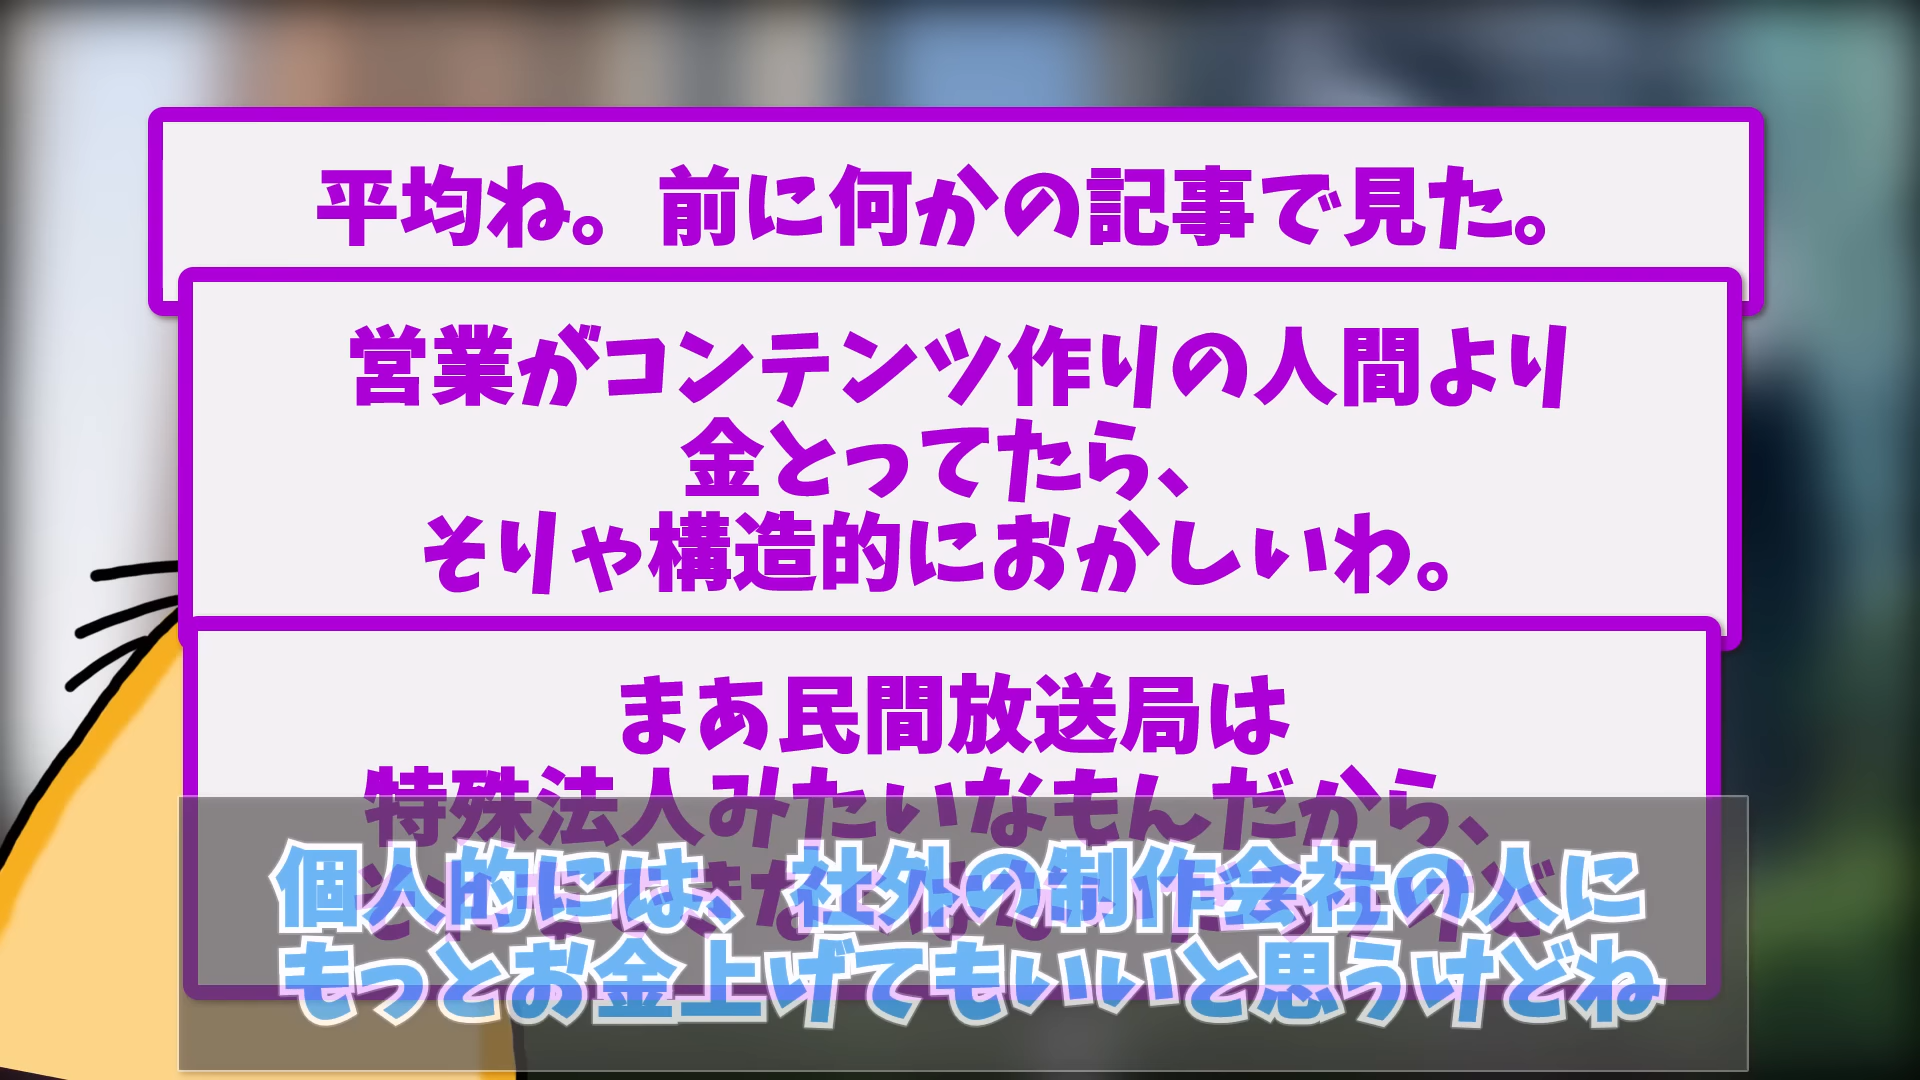 平均ね。前に何かの記事で見た。
営業がコンテンツ作りの人間より
金とってたら、
そりゃ構造的におかしいわ。
まあ民間放送局は
特殊法人みたいなもんだから、
個人的には、社外の制作会社の人に
もっとお金上げてもいいと思うけどね